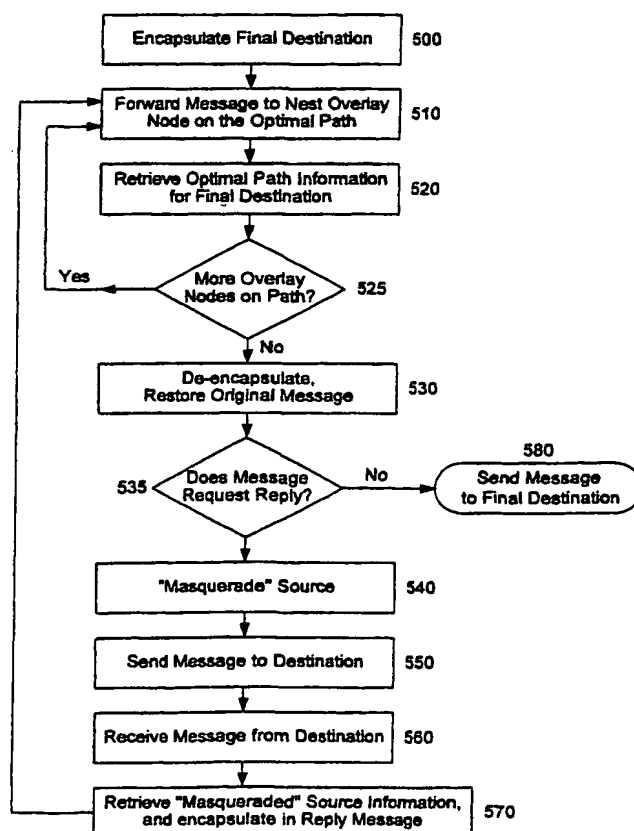 Encapsulate Final Destination
500
Forward Message to Nest Overlay
Node on the Optimal Path
510
Retrieve Optimal Path Information
for Final Destination
520
Yes
More Overlay
Nodes on Path?
525
No
De-encapsulate,
Restore Original Message
530
535
Does Message
Request Reply?
No
580
Send Message
to Final Destination
"Masquerade" Source
540
Send Message to Destination
550
Receive Message from Destination
560
Retrieve "Masqueraded" Source Information,
and encapsulate in Reply Message
570